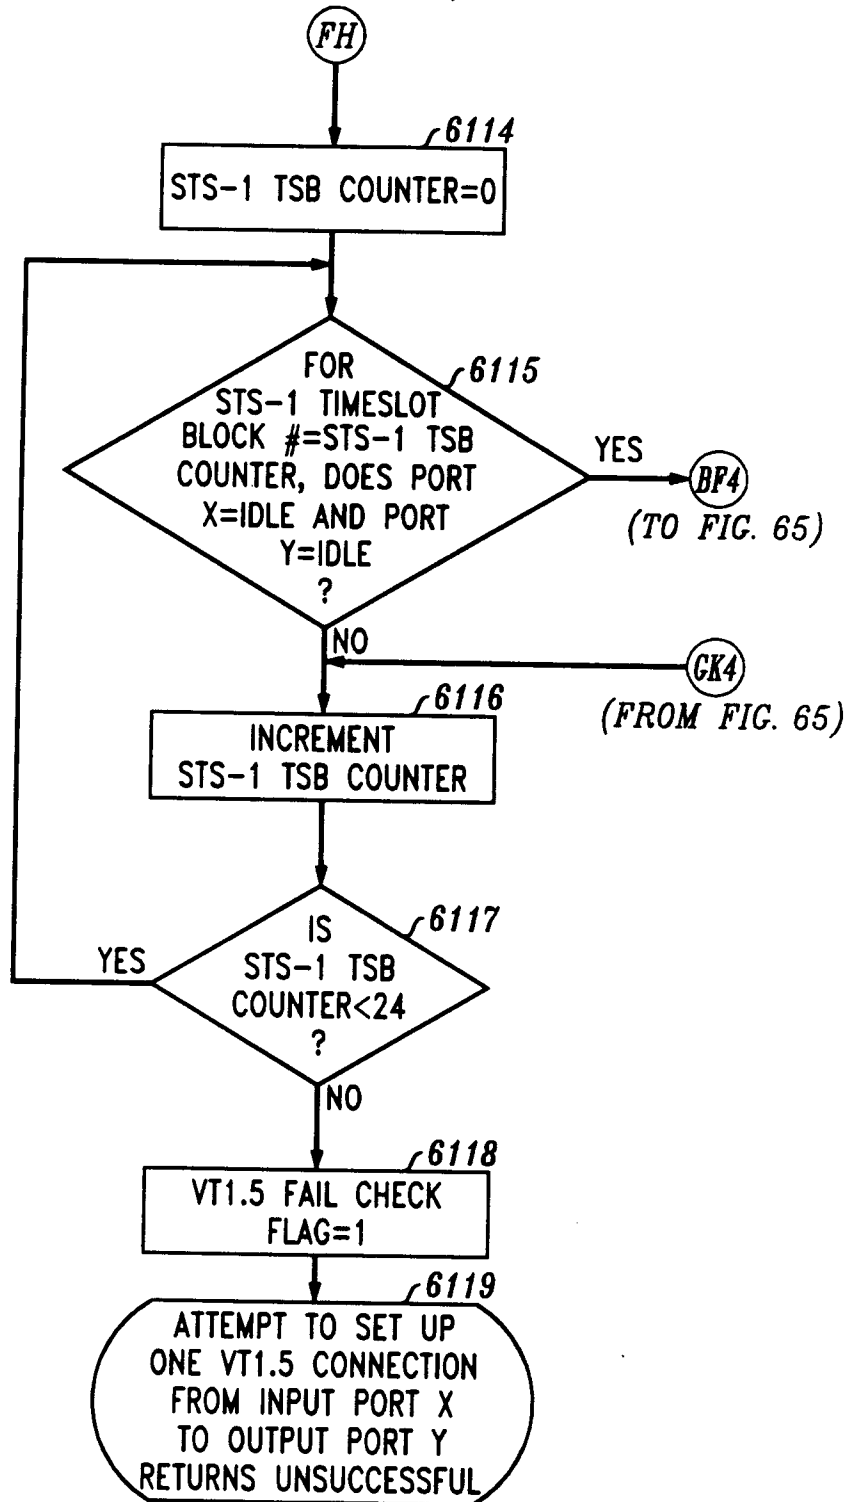 FH
6114
STS-1 TSB COUNTER=0
6115
FOR
STS-1 TIMESLOT
BLOCK #=STS-1 TSB
COUNTER, DOES PORT
X=IDLE AND PORT
Y=IDLE
?
YES
BF4
(TO FIG. 65)
NO
GK4
(FROM FIG. 65)
6116
INCREMENT
STS-1 TSB COUNTER
6117
IS
STS-1 TSB
COUNTER<24
?
YES
NO
6118
VT1.5 FAIL CHECK
FLAG=1
6119
ATTEMPT TO SET UP
ONE VT1.5 CONNECTION
FROM INPUT PORT X
TO OUTPUT PORT Y
RETURNS UNSUCCESSFUL